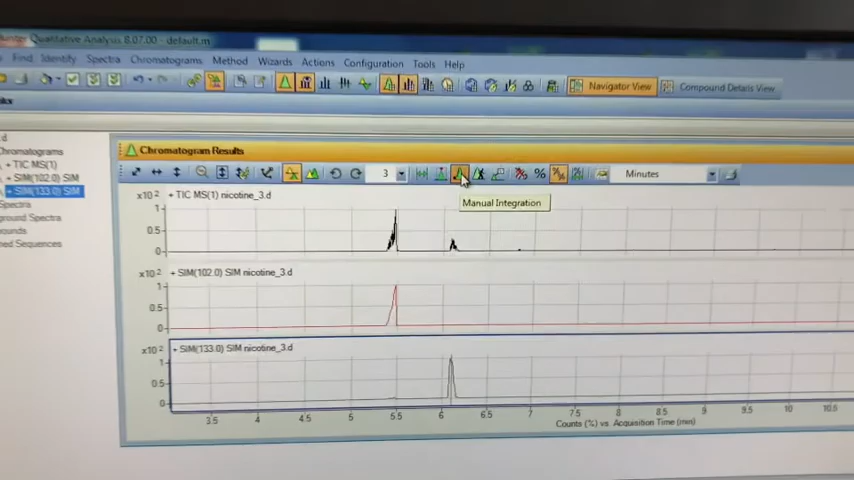 Qualitative Analysis 8.07.00 - default.m
Find Identify Spectra Chromatograms Method Wizards Actions Configuration Tools Help
Navigator View Compound Details View
.d
Chromatogram Results
+ TIC MS(1)
+ SIM(102.0) SIM
+ SIM(133.0) SIM
3 % Minutes
Manual Integration
x10 2 + TIC MS(1) nicotine_3.d
1
0.5
0
x10 2 + SIM(102.0) SIM nicotine_3.d
1
0.5
0
x10 2 + SIM(133.0) SIM nicotine_3.d
1
0.5
0
3.5 4 4.5 5 5.5 6 6.5 7 7.5 8 8.5 9 9.5 10 10.5
Counts (%) vs. Acquisition Time (min)